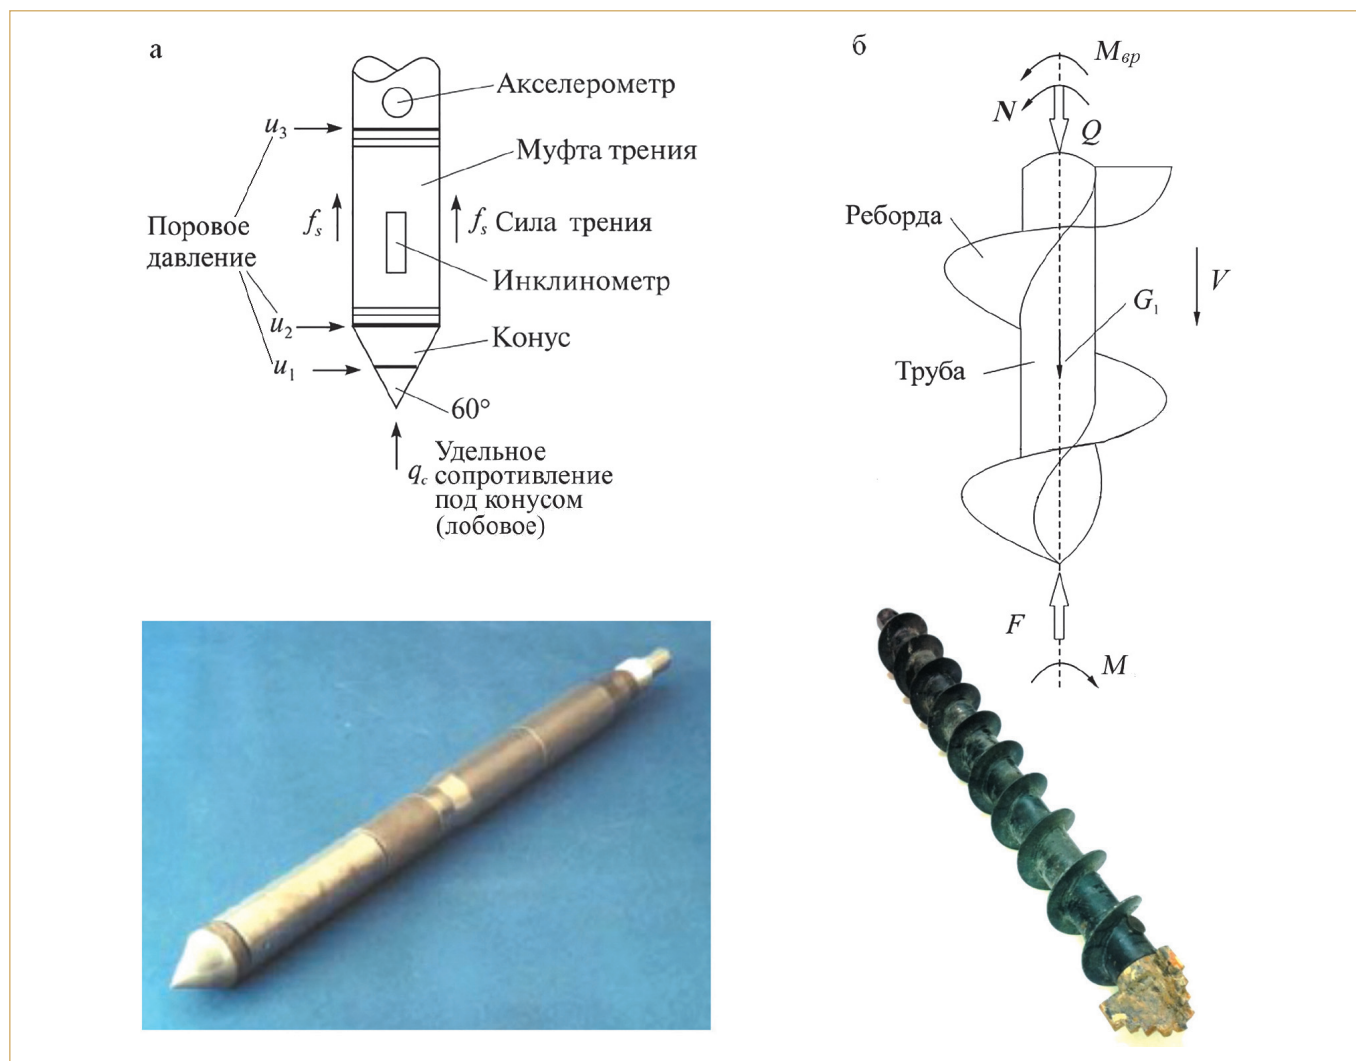 а
Акселерометр
u3
Муфта трения
Поровое
давление
fs
fs Сила трения
Инклинометр
u2
Конус
u1
60°
qc
Удельное
сопротивление
под конусом
(лобовое)
б
Mвр
N
Q
Реборда
V
G1
Труба
F
M